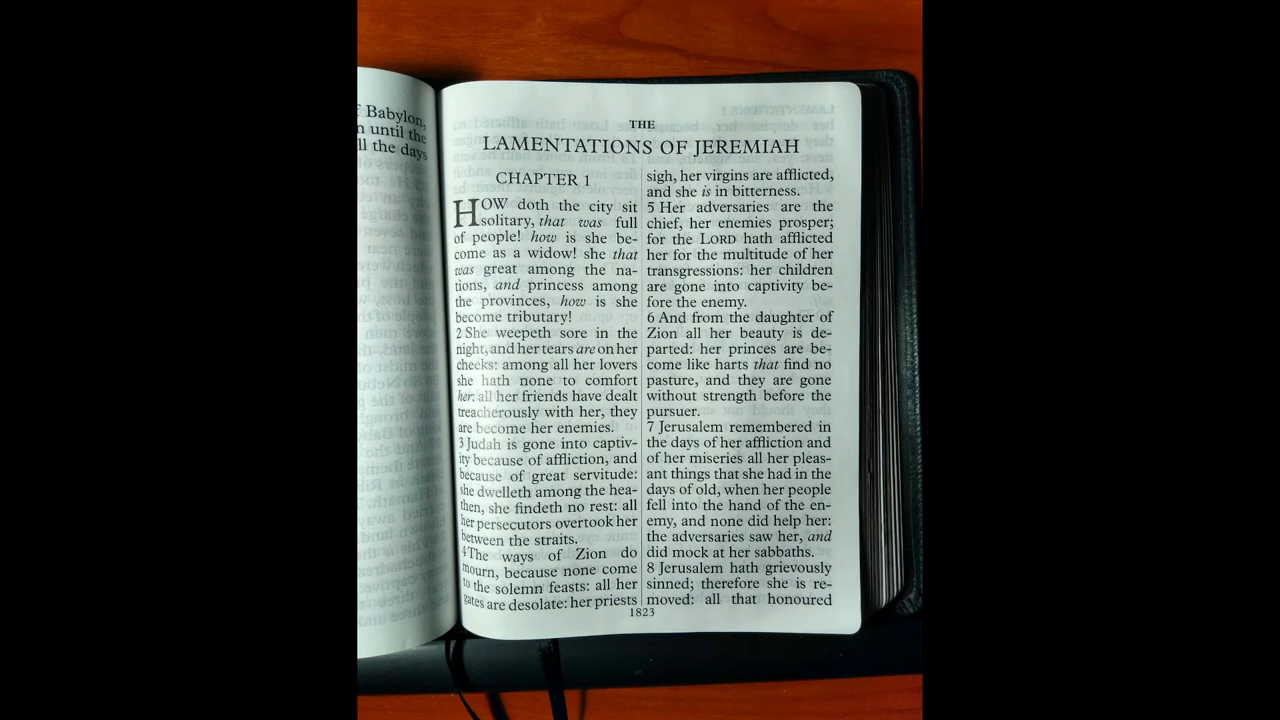 f Babylon,
n until the
ll the days
THE
LAMENTATIONS OF JEREMIAH
CHAPTER 1
HOW doth the city sit
solitary, that was full
of people! how is she be-
come as a widow! she that
was great among the na-
tions, and princess among
the provinces, how is she
become tributary!
2 She weepeth sore in the
night, and her tears are on her
cheeks: among all her lovers
she hath none to comfort
her: all her friends have dealt
treacherously with her, they
are become her enemies.
3 Judah is gone into captiv-
ity because of affliction, and
because of great servitude:
she dwelleth among the hea-
then, she findeth no rest: all
her persecutors overtook her
between the straits.
4 The ways of Zion do
mourn, because none come
to the solemn feasts: all her
gates are desolate: her priests
sigh, her virgins are afflicted,
and she is in bitterness.
5 Her adversaries are the
chief, her enemies prosper;
for the LORD hath afflicted
her for the multitude of her
transgressions: her children
are gone into captivity be-
fore the enemy.
6 And from the daughter of
Zion all her beauty is de-
parted: her princes are be-
come like harts that find no
pasture, and they are gone
without strength before the
pursuer.
7 Jerusalem remembered in
the days of her affliction and
of her miseries all her pleas-
ant things that she had in the
days of old, when her people
fell into the hand of the en-
emy, and none did help her:
the adversaries saw her, and
did mock at her sabbaths.
8 Jerusalem hath grievously
sinned; therefore she is re-
moved: all that honoured
1823